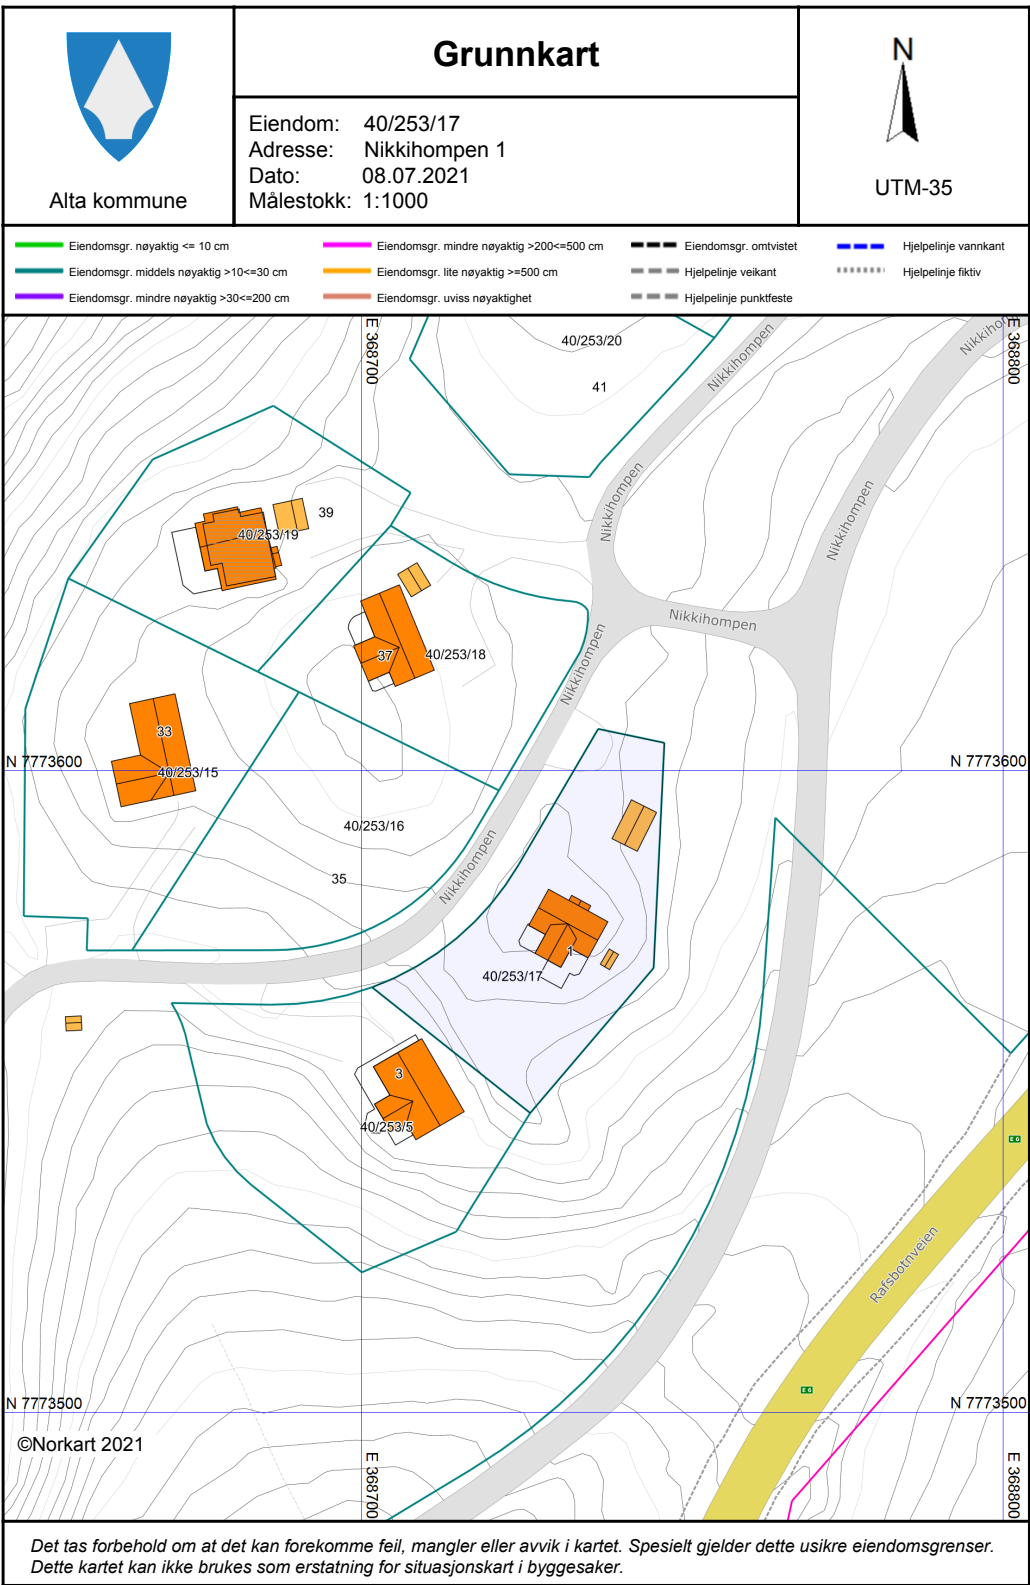 Grunnkart
N
Alta kommune
Eiendom: 40/253/17
Adresse: Nikkihompen 1
Dato: 08.07.2021
Målestokk: 1:1000
UTM-35
Eiendomsgr. nøyaktig <= 10 cm
Eiendomsgr. middels nøyaktig >10<=30 cm
Eiendomsgr. mindre nøyaktig >30<=200 cm
Eiendomsgr. mindre nøyaktig >200<=500 cm
Eiendomsgr. lite nøyaktig >=500 cm
Eiendomsgr. uviss nøyaktighet
Eiendomsgr. omtvistet
Hjelpelinje veikant
Hjelpelinje punktfeste
Hjelpelinje vannkant
Hjelpelinje fiktiv
E 368700
E 368800
40/253/20
41
Nikkihompen
Nikkihom
39
40/253/19
Nikkihompen
Nikkihompen
Nikkihompen
37
40/253/18
Nikkihompen
33
N 7773600
40/253/15
N 7773600
40/253/16
35
Nikkihompen
1
40/253/17
3
40/253/5
E 6
Rafsbotnveien
E 6
N 7773500
N 7773500
©Norkart 2021
E 368700
E 368800
Det tas forbehold om at det kan forekomme feil, mangler eller avvik i kartet. Spesielt gjelder dette usikre eiendomsgrenser.
Dette kartet kan ikke brukes som erstatning for situasjonskart i byggesaker.